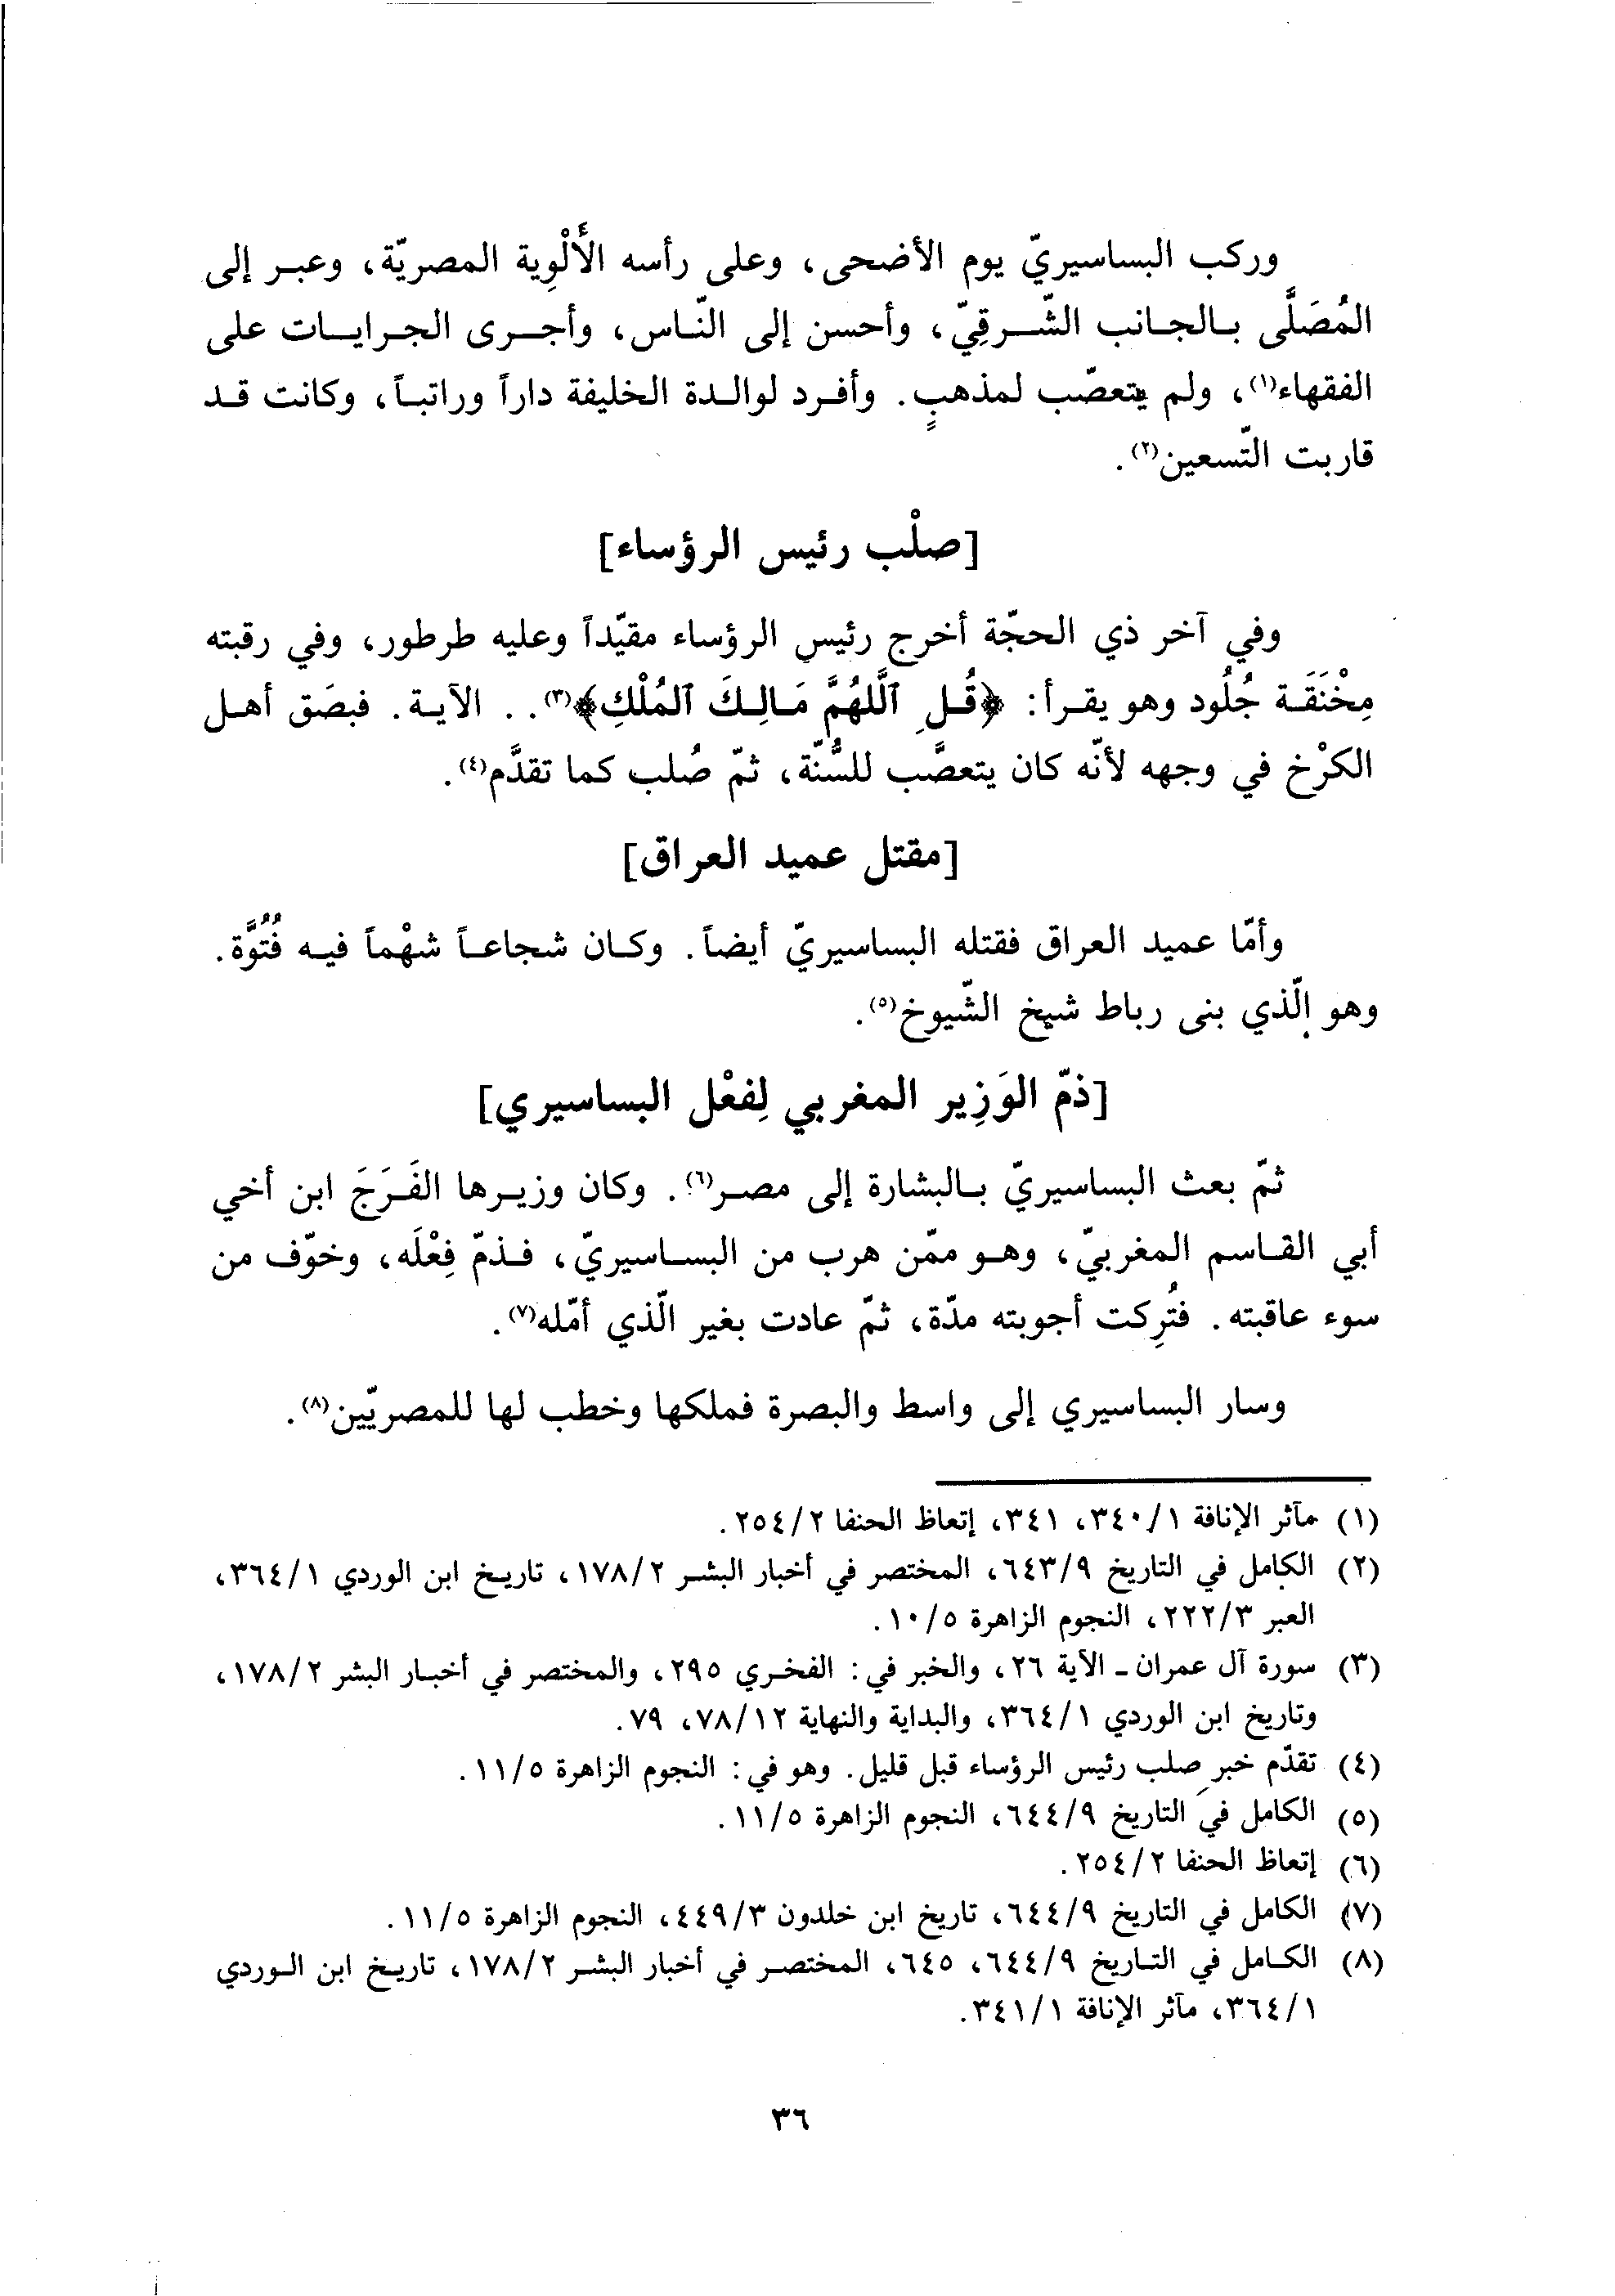 وركب البساسيريّ يوم الأضحى، وعلى رأسه الأَلْوِية المصريّة، وعبر إلى
المُصَلَّى بالجانب الشّرقِيّ، وأحسن إلى النّاس، وأجرى الجرايات على
الفقهاء(١)، ولم يتعصّب لمذهبٍ. وأفرد لوالدة الخليفة داراً وراتباً، وكانت قد
قاربت التّسعين(٢).
[صلْب رئيس الرؤساء]
وفي آخر ذي الحجّة أخرج رئيس الرؤساء مقيّداً وعليه طرطور، وفي رقبته
مِخْنَقَة جُلُود وهو يقرأ: ﴿قُلِ ٱللَّهُمَّ مَالِكَ ٱلمُلْكِ﴾(٣).. الآية. فبصَق أهل
الكرْخ في وجهه لأنّه كان يتعصَّب للسُّنّة، ثمّ صُلب كما تقدَّم(٤).
[مقتل عميد العراق]
وأمّا عميد العراق فقتله البساسيريّ أيضاً. وكان شجاعاً شهْماً فيه فُتُوَّة.
وهو الّذي بنى رباط شيخ الشّيوخ(٥).
[ذمّ الوَزِير المغربي لِفعْل البساسيري]
ثمّ بعث البساسيريّ بالبشارة إلى مصر(٦). وكان وزيرها الفَرَجَ ابن أخي
أبي القاسم المغربيّ، وهو ممّن هرب من البساسيريّ، فذمّ فِعْلَه، وخوّف من
سوء عاقبته. فتُرِكت أجوبته مدّة، ثمّ عادت بغير الّذي أمّله(٧).
وسار البساسيري إلى واسط والبصرة فملكها وخطب لها للمصريّين(٨).
(١) مآثر الإنافة ٣٤٠/١، ٣٤١، إتعاظ الحنفا ٢٥٤/٢.
(٢) الكامل في التاريخ ٦٤٣/٩، المختصر في أخبار البشر ١٧٨/٢، تاريخ ابن الوردي ٣٦٤/١،
العبر ٢٢٢/٣، النجوم الزاهرة ١٠/٥.
(٣) سورة آل عمران - الآية ٢٦، والخبر في: الفخري ٢٩٥، والمختصر في أخبار البشر ١٧٨/٢،
وتاريخ ابن الوردي ٣٦٤/١، والبداية والنهاية ٧٨/١٢، ٧٩.
(٤) تقدّم خبر صلب رئيس الرؤساء قبل قليل. وهو في: النجوم الزاهرة ١١/٥.
(٥) الكامل في التاريخ ٦٤٤/٩، النجوم الزاهرة ١١/٥.
(٦) إتعاظ الحنفا ٢٥٤/٢.
(٧) الكامل في التاريخ ٦٤٤/٩، تاريخ ابن خلدون ٤٤٩/٣، النجوم الزاهرة ١١/٥.
(٨) الكامل في التاريخ ٦٤٤/٩، ٦٤٥، المختصر في أخبار البشر ١٧٨/٢، تاريخ ابن الوردي
٣٦٤/١، مآثر الإنافة ٣٤١/١.
٣٦